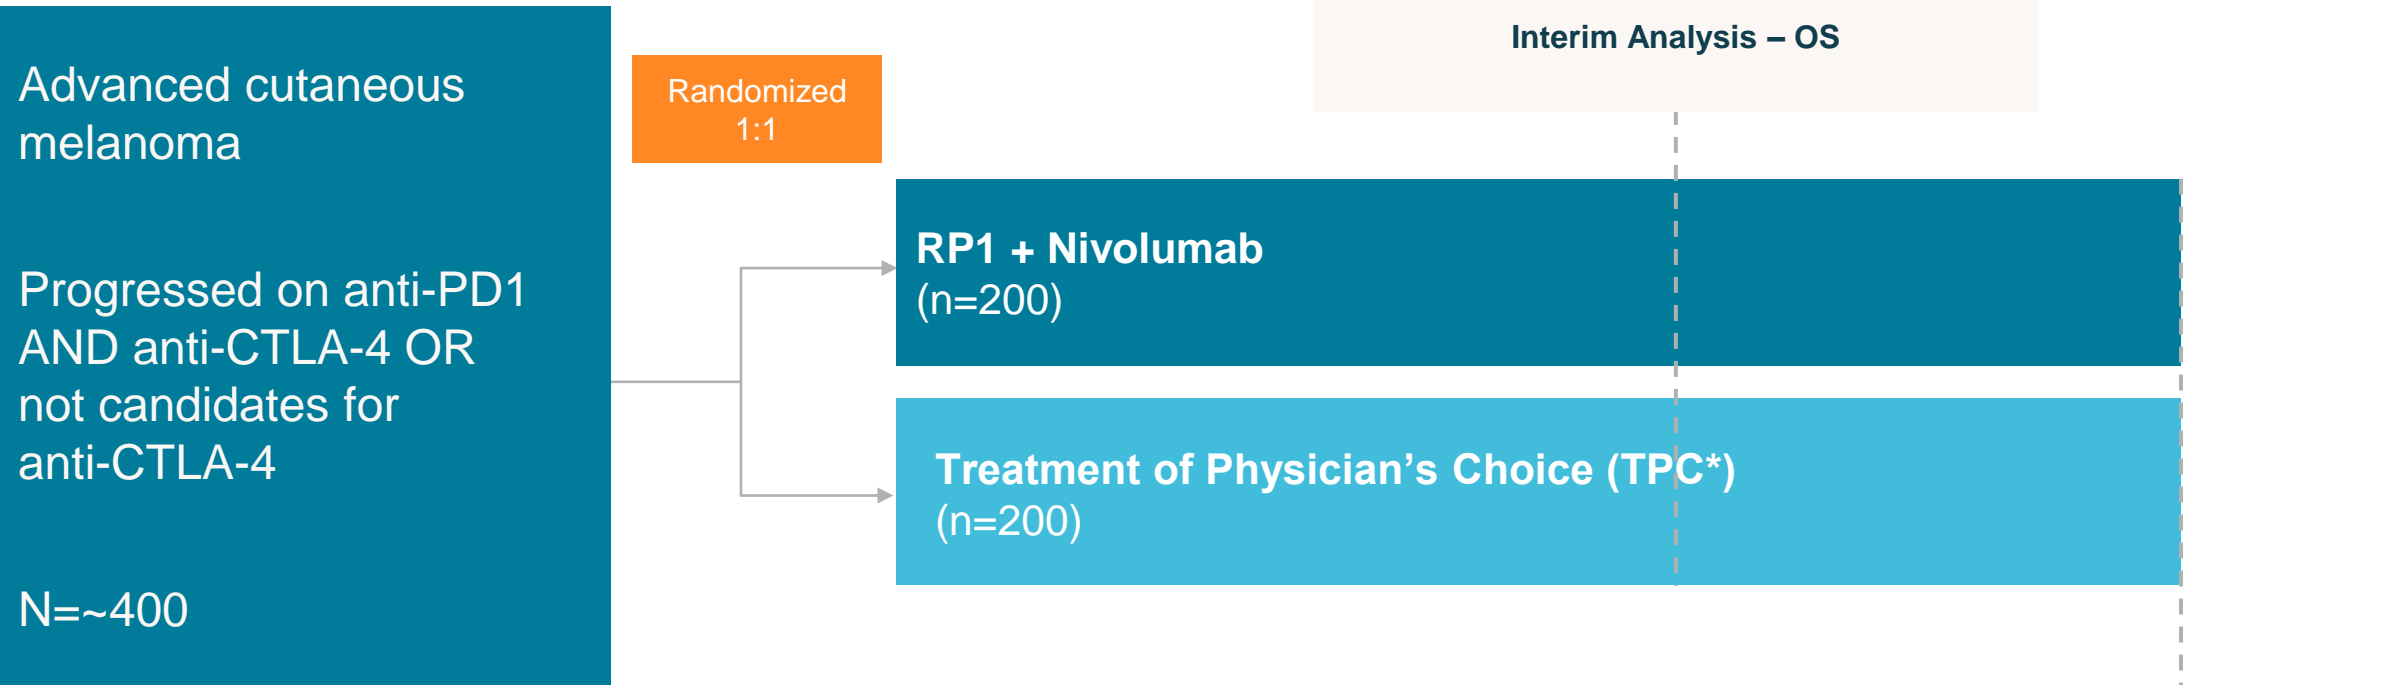 Advanced cutaneous
melanoma
Progressed on anti-PD1
AND anti-CTLA-4 OR
not candidates for
anti-CTLA-4
N=~400
Randomized
1:1
Interim Analysis – OS
RP1 + Nivolumab
(n=200)
Treatment of Physician’s Choice (TPC*)
(n=200)